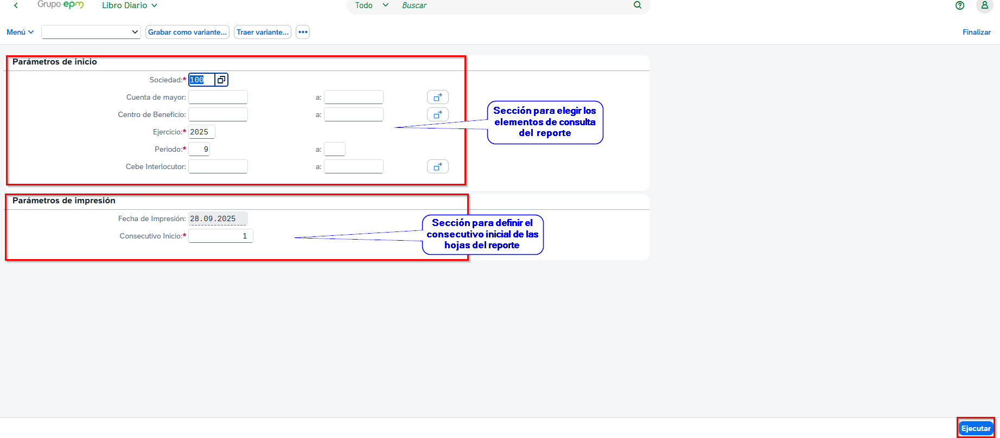 Grupo·epm Libro Diario Todo Buscar
Menú Grabar como variante... Traer variante... ••• Finalizar
Parámetros de inicio
Sociedad:* 100
Cuenta de mayor: a:
Centro de Beneficio: a:
Ejercicio:* 2025
Periodo:* 9 a:
Cebe Interlocutor: a:
Sección para elegir los
elementos de consulta
del reporte
Parámetros de impresión
Fecha de Impresión: 28.09.2025
Consecutivo Inicio:* 1
Sección para definir el
consecutivo inicial de las
hojas del reporte
Ejecutar